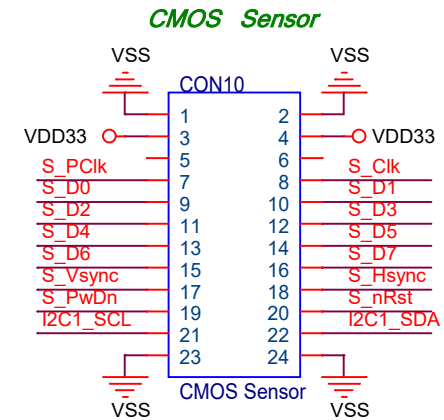 CMOS Sensor
VSS VSS
CON10
1 2
VDD33 3 4 VDD33
5 6
S_PClk 7 8 S_Clk
S_D0 9 10 S_D1
S_D2 11 12 S_D3
S_D4 13 14 S_D5
S_D6 15 16 S_D7
S_Vsync 17 18 S_Hsync
S_PwDn 19 20 S_nRst
I2C1_SCL 21 22 I2C1_SDA
23 24
CMOS Sensor
VSS VSS